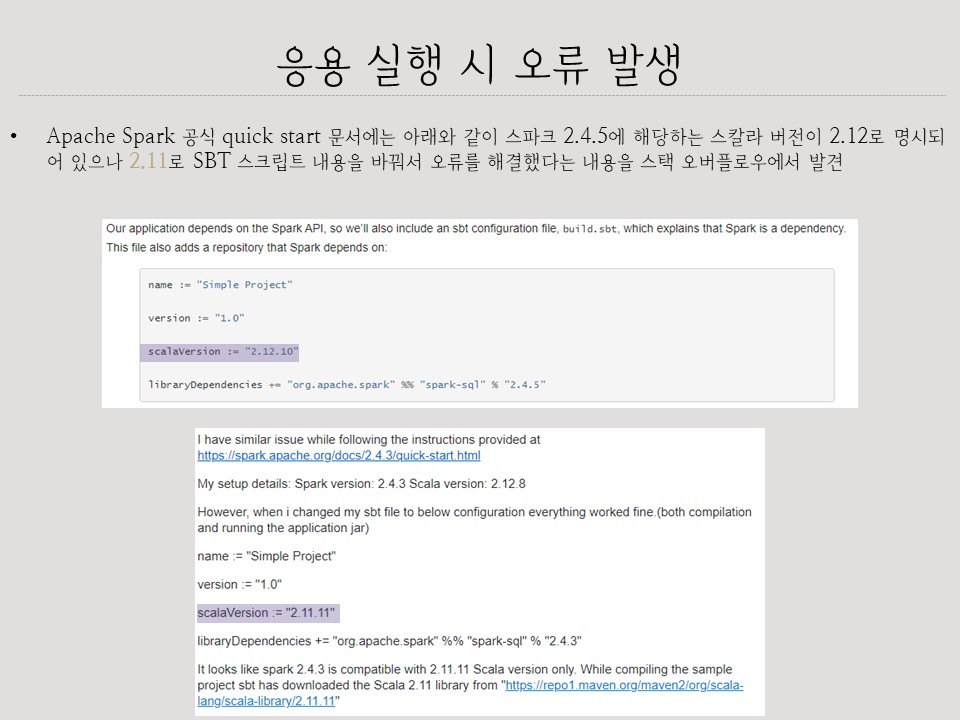 응용 실행 시 오류 발생
• Apache Spark 공식 quick start 문서에는 아래와 같이 스파크 2.4.5에 해당하는 스칼라 버전이 2.12로 명시되
어 있으나 2.11로 SBT 스크립트 내용을 바꿔서 오류를 해결했다는 내용을 스택 오버플로우에서 발견
Our application depends on the Spark API, so we'll also include an sbt configuration file, build.sbt, which explains that Spark is a dependency.
This file also adds a repository that Spark depends on:
name := "Simple Project"
version := "1.0"
scalaVersion := "2.12.10"
libraryDependencies += "org.apache.spark" %% "spark-sql" % "2.4.5"
I have similar issue while following the instructions provided at
https://spark.apache.org/docs/2.4.3/quick-start.html
My setup details: Spark version: 2.4.3 Scala version: 2.12.8
However, when i changed my sbt file to below configuration everything worked fine.(both compilation
and running the application jar)
name := "Simple Project"
version := "1.0"
scalaVersion := "2.11.11"
libraryDependencies += "org.apache.spark" %% "spark-sql" % "2.4.3"
It looks like spark 2.4.3 is compatible with 2.11.11 Scala version only. While compiling the sample
project sbt has downloaded the Scala 2.11 library from "https://repo1.maven.org/maven2/org/scala-
lang/scala-library/2.11.11"